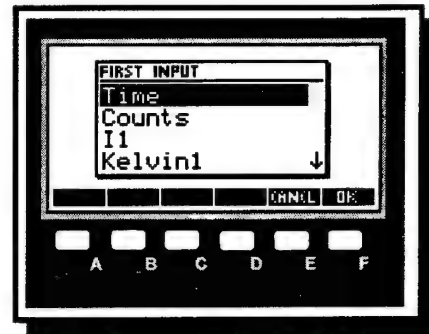 FIRST INPUT
Time
Counts
I1
Kelvin1 ↓
CANCL OK
A B C D E F